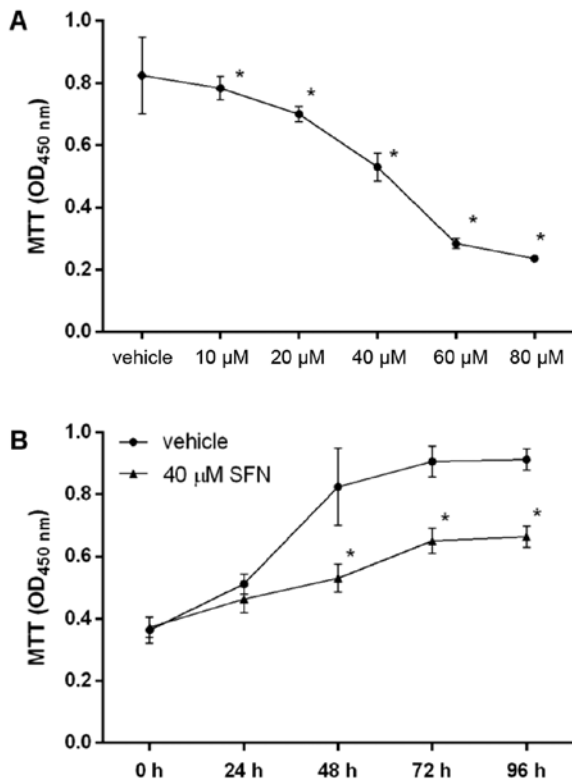 A
MTT (OD450 nm)
1.0
0.8
0.6
0.4
0.2
0.0
*
*
*
*
*
vehicle 10 μM 20 μM 40 μM 60 μM 80 μM
B
MTT (OD450 nm)
vehicle
40 μM SFN
1.0
0.8
0.6
0.4
0.2
0.0
*
*
*
0 h 24 h 48 h 72 h 96 h